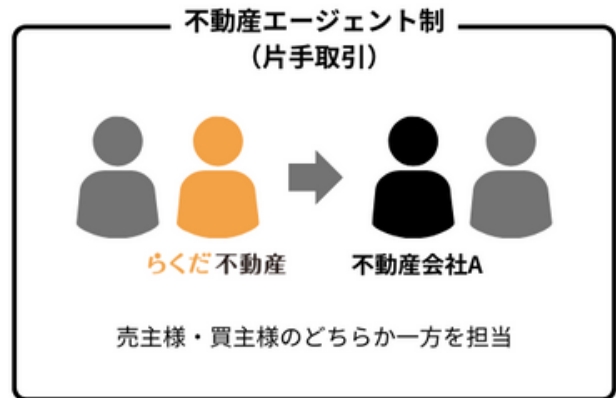 不動産エージェント制
（片手取引）
らくだ不動産
不動産会社A
売主様・買主様のどちらか一方を担当